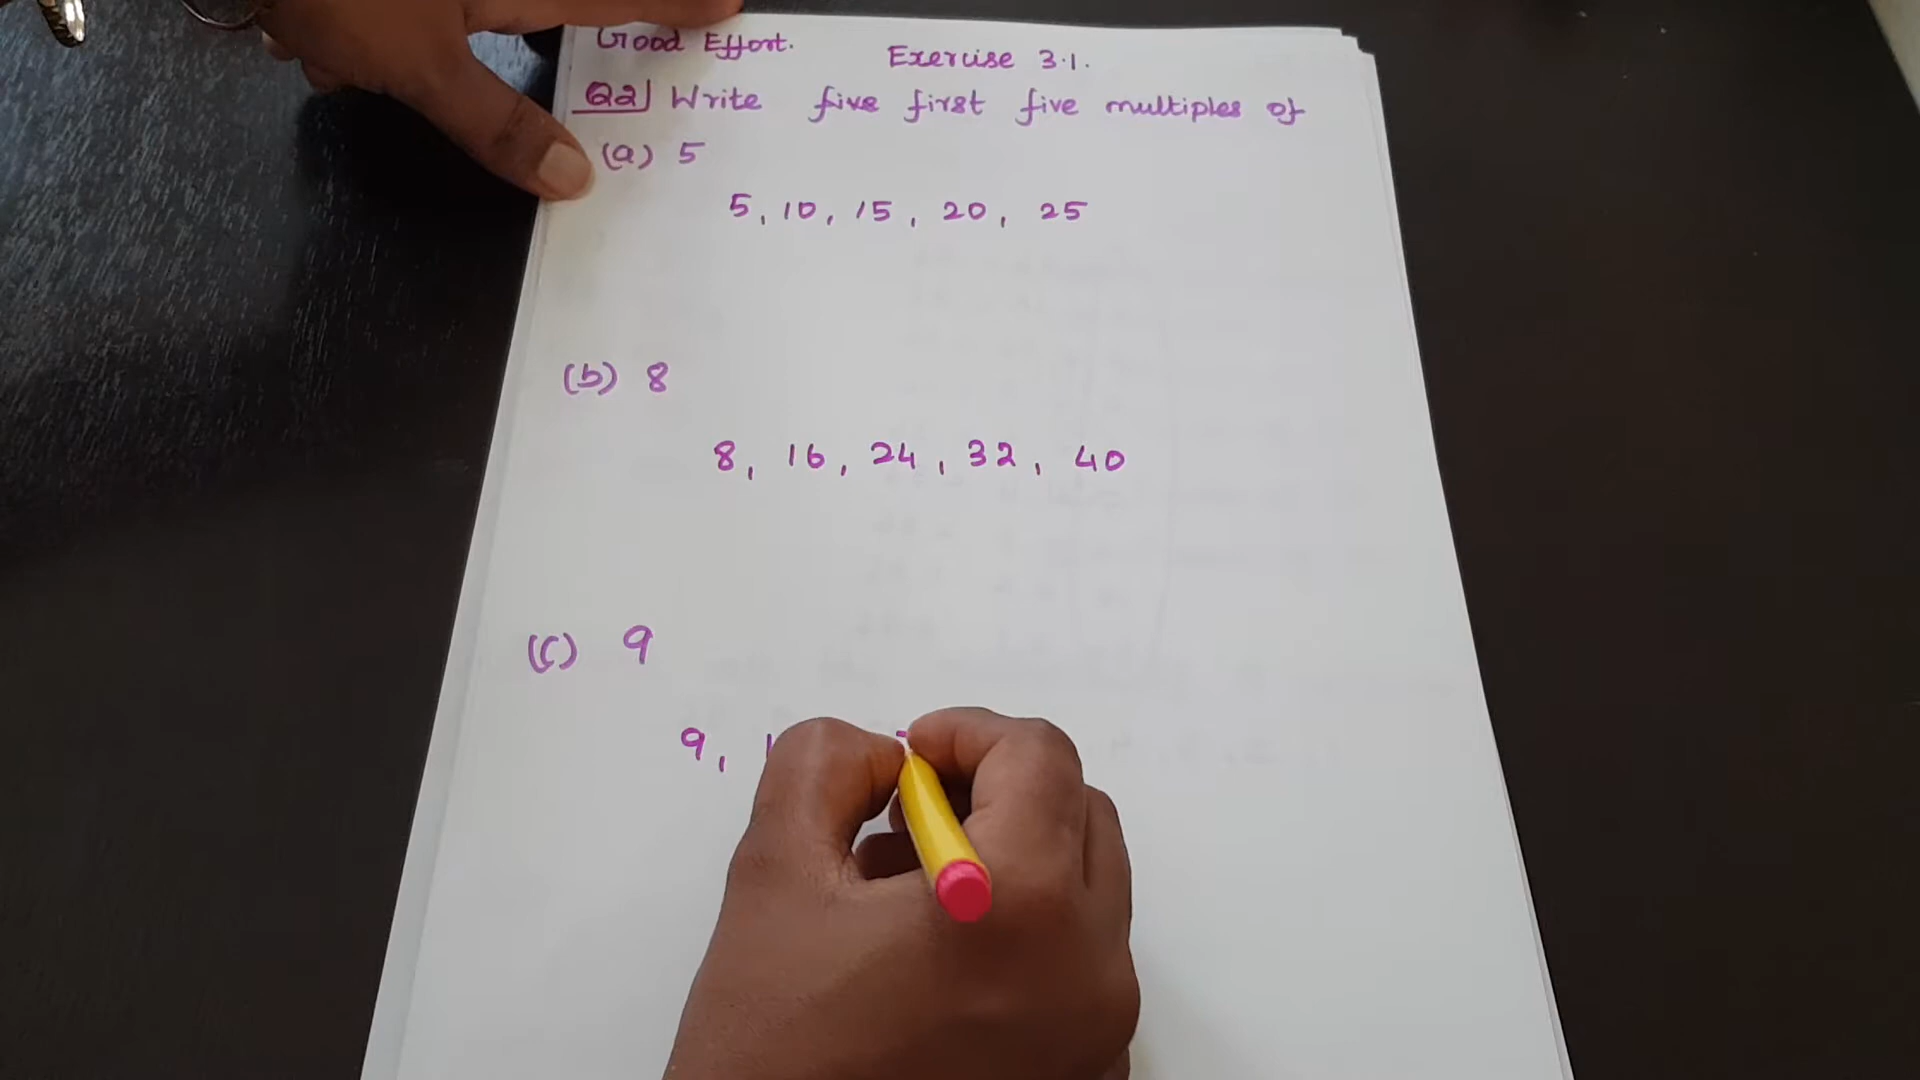 Good Effort. Exercise 3.1.
Q2) Write five first five multiples of
(a) 5
5, 10, 15, 20, 25
(b) 8
8, 16, 24, 32, 40
(c) 9
9,